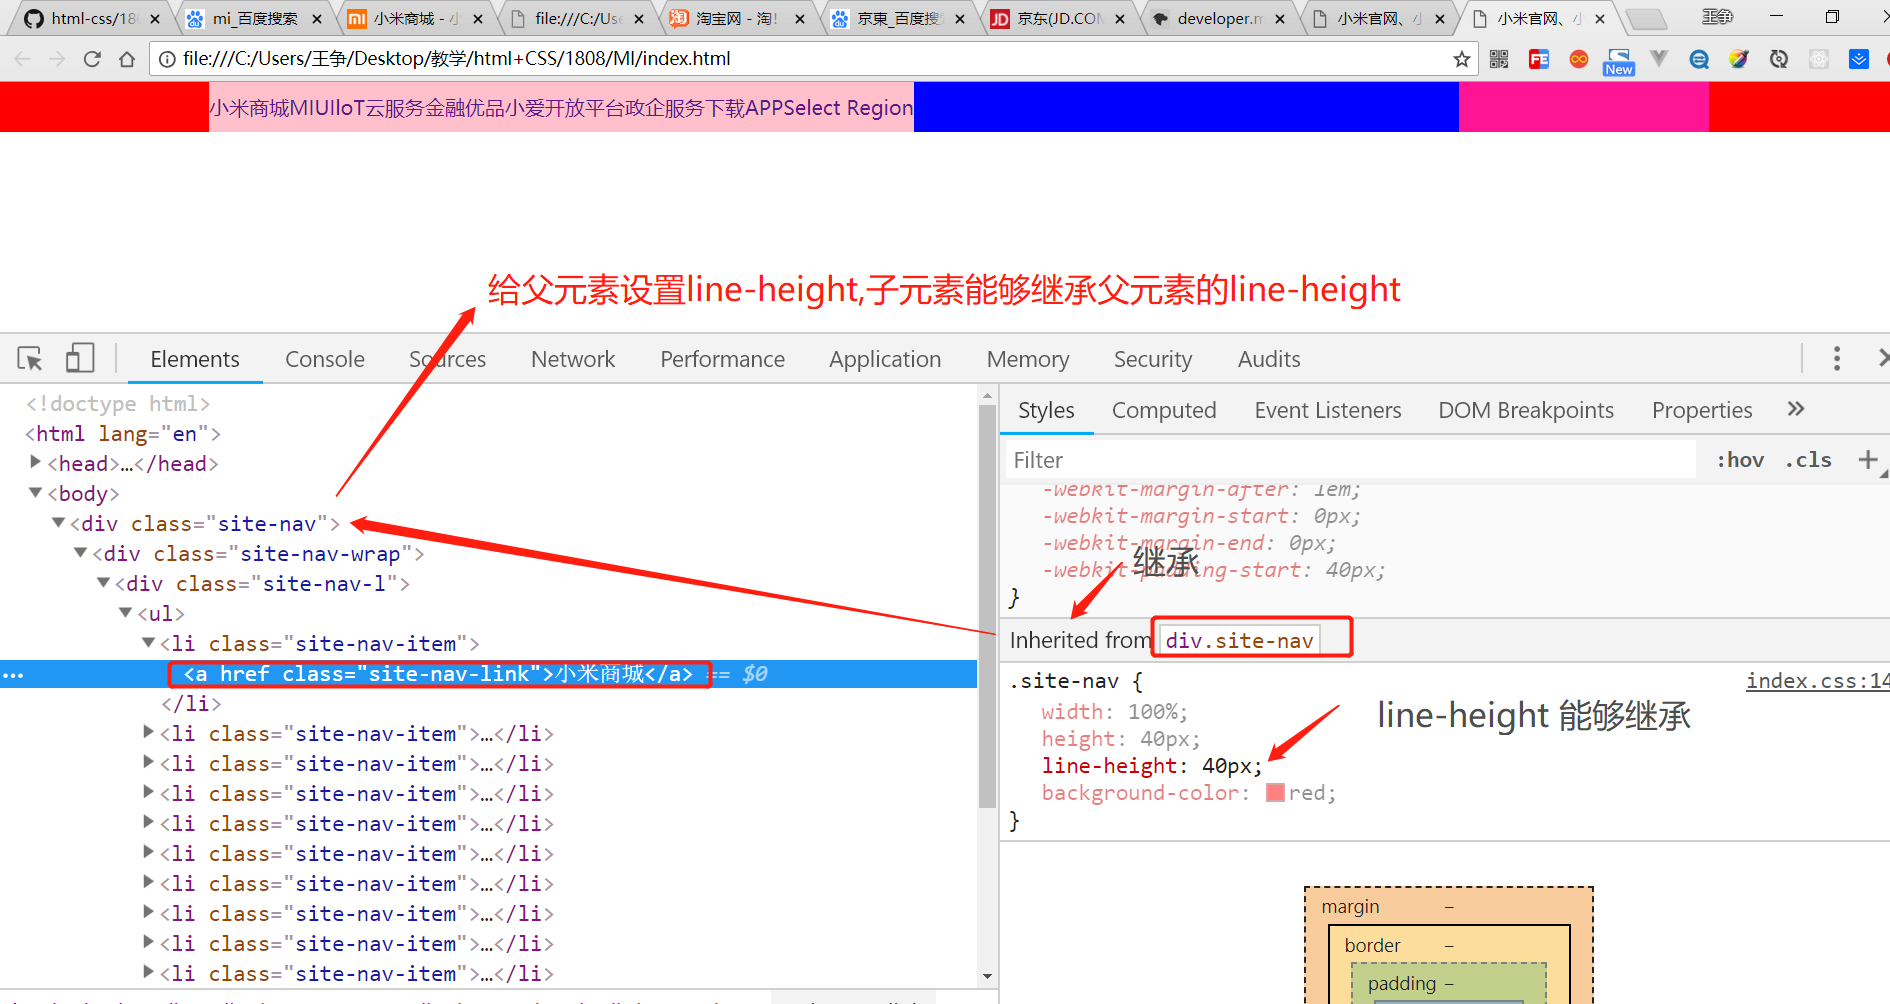 html-css/18
mi_百度搜索
小米商城 - 小
file:///C:/Use
淘宝网 - 淘!
京東_百度搜
京东(JD.COM
developer.m
小米官网、小
小米官网、小
王争
file:///C:/Users/王争/Desktop/教学/html+CSS/1808/MI/index.html
FE
New
小米商城MIUIIoT云服务金融优品小爱开放平台政企服务下载APPSelect Region
给父元素设置line-height,子元素能够继承父元素的line-height
Elements Console Sources Network Performance Application Memory Security Audits
<!doctype html>
<html lang="en">
<head>…</head>
<body>
<div class="site-nav">
<div class="site-nav-wrap">
<div class="site-nav-l">
<ul>
<li class="site-nav-item">
<a href class="site-nav-link">小米商城</a> == $0
</li>
<li class="site-nav-item">…</li>
<li class="site-nav-item">…</li>
<li class="site-nav-item">…</li>
<li class="site-nav-item">…</li>
<li class="site-nav-item">…</li>
<li class="site-nav-item">…</li>
<li class="site-nav-item">…</li>
<li class="site-nav-item">…</li>
<li class="site-nav-item">…</li>
Styles Computed Event Listeners DOM Breakpoints Properties »
Filter :hov .cls +
-webkit-margin-after: 1em;
-webkit-margin-start: 0px;
-webkit-margin-end: 0px;
继承
-webkit-padding-start: 40px;
}
Inherited from div.site-nav
.site-nav { index.css:14
width: 100%;
height: 40px;
line-height: 40px;
background-color: red;
}
line-height 能够继承
margin –
border –
padding –